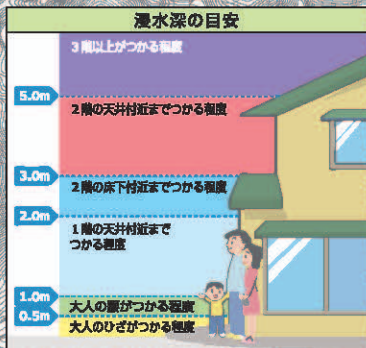 浸水深の目安
3階以上がつかる程度
5.0m
2階の天井付近までつかる程度
3.0m
2階の床下付近までつかる程度
2.0m
1階の天井付近まで
つかる程度
1.0m
大人の腰がつかる程度
0.5m
大人のひざがつかる程度